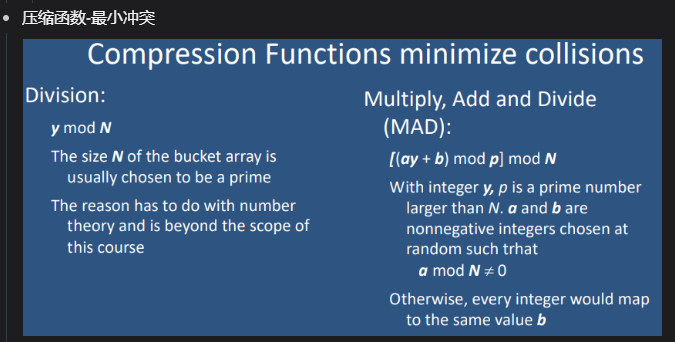 压缩函数-最小冲突
Compression Functions minimize collisions
Division:
y mod N
The size N of the bucket array is
usually chosen to be a prime
The reason has to do with number
theory and is beyond the scope of
this course
Multiply, Add and Divide
(MAD):
[(ay + b) mod p] mod N
With integer y, p is a prime number
larger than N. a and b are
nonnegative integers chosen at
random such trhat
a mod N ≠ 0
Otherwise, every integer would map
to the same value b